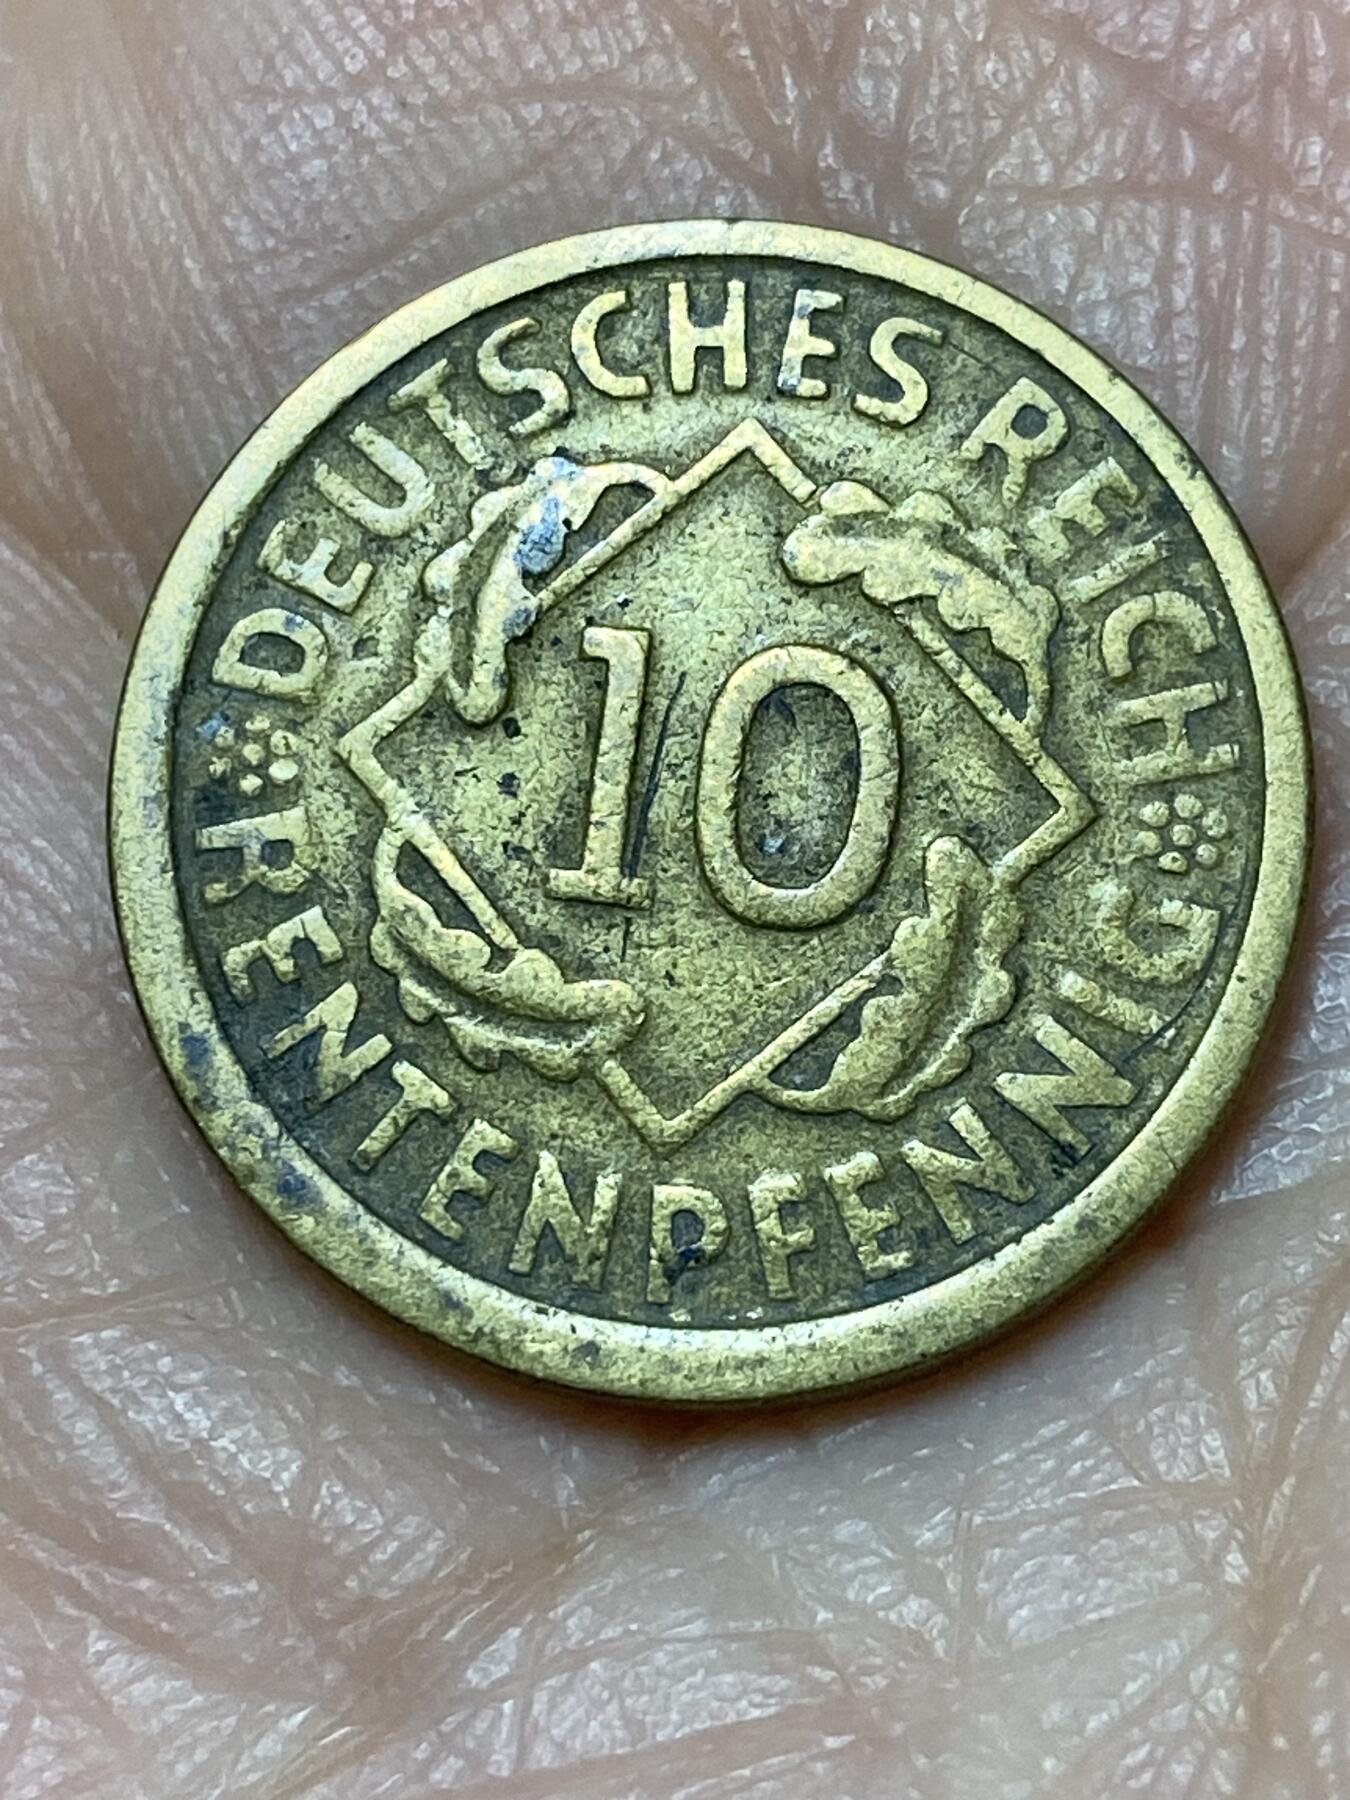 DEUTSCHES REICH
RENTENPFENNIG
10